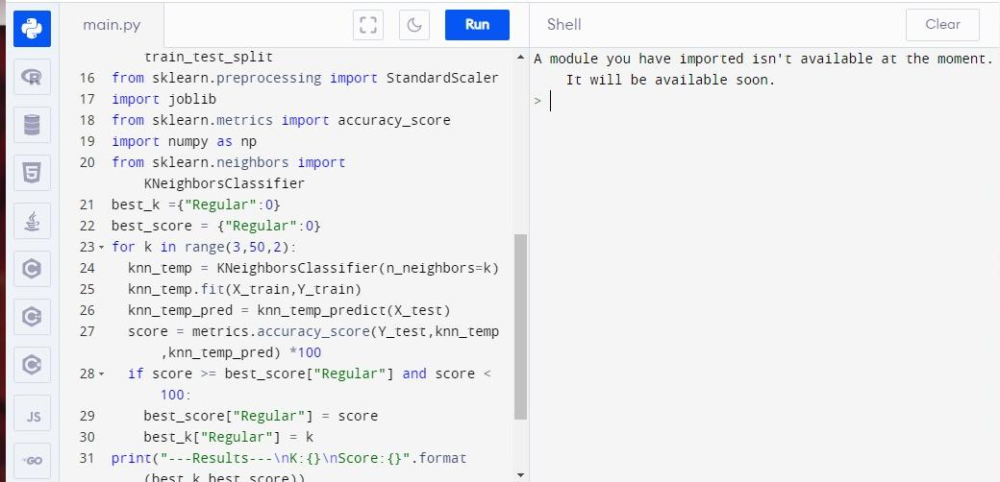 main.py
Run
Shell
Clear
train_test_split
16 from sklearn.preprocessing import StandardScaler
17 import joblib
18 from sklearn.metrics import accuracy_score
19 import numpy as np
20 from sklearn.neighbors import
KNeighborsClassifier
21 best_k ={"Regular":0}
22 best_score = {"Regular":0}
23 for k in range(3,50,2):
24 knn_temp = KNeighborsClassifier(n_neighbors=k)
25 knn_temp.fit(X_train,Y_train)
26 knn_temp_pred = knn_temp_predict(X_test)
27 score = metrics.accuracy_score(Y_test,knn_temp
,knn_temp_pred) *100
28 if score >= best_score["Regular"] and score <
100:
29 best_score["Regular"] = score
30 best_k["Regular"] = k
31 print("---Results---\nK:{}\nScore:{}".format
(best_k,best_score))
A module you have imported isn't available at the moment.
It will be available soon.
>
R
5
C
C
C
JS
GO